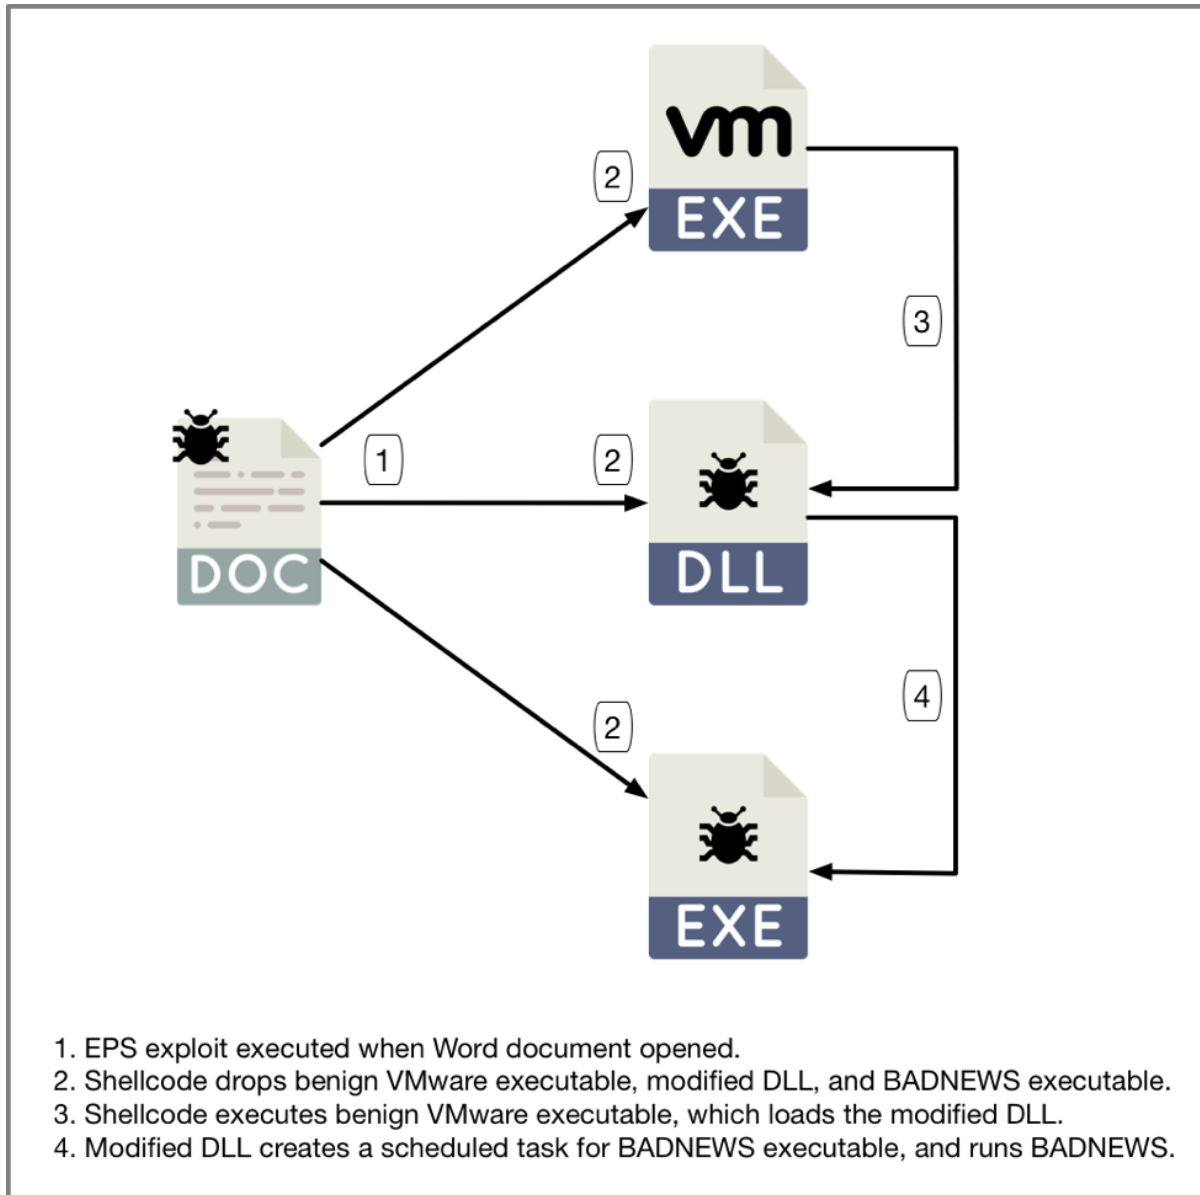 vm
EXE
2
3
1
2
DOC
DLL
2
4
EXE
1. EPS exploit executed when Word document opened.
2. Shellcode drops benign VMware executable, modified DLL, and BADNEWS executable.
3. Shellcode executes benign VMware executable, which loads the modified DLL.
4. Modified DLL creates a scheduled task for BADNEWS executable, and runs BADNEWS.